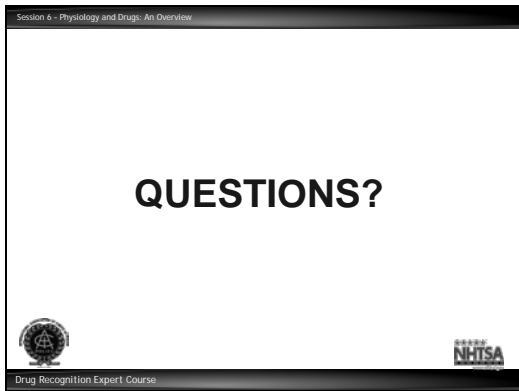 Session 6 - Physiology and Drugs: An Overview
QUESTIONS?
NHTSA
Drug Recognition Expert Course